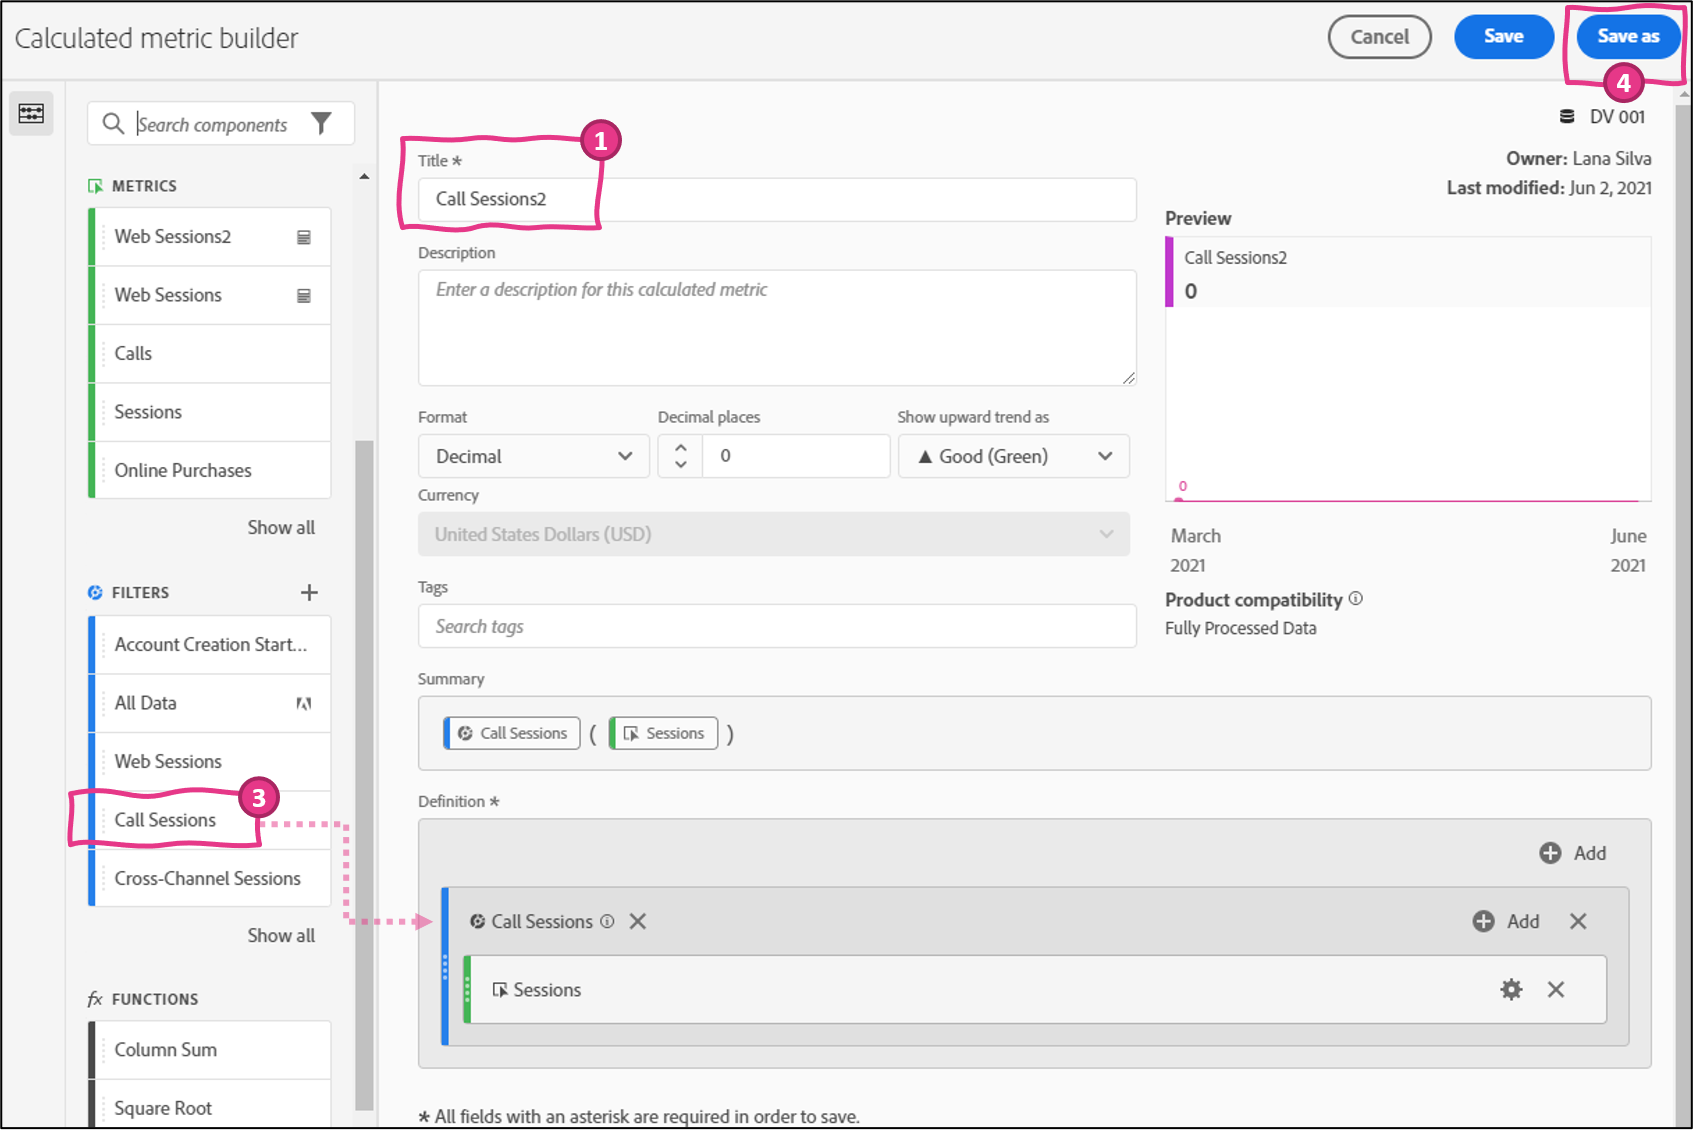 Calculated metric builder
Cancel
Save
Save as
4
Search components
METRICS
Web Sessions2
Web Sessions
Calls
Sessions
Online Purchases
Show all
FILTERS
Account Creation Start...
All Data
Web Sessions
Call Sessions
3
Cross-Channel Sessions
Show all
fx FUNCTIONS
Column Sum
Square Root
1
Title *
Call Sessions2
Description
Enter a description for this calculated metric
Format
Decimal places
Show upward trend as
Decimal
0
▲ Good (Green)
Currency
United States Dollars (USD)
Tags
Search tags
Summary
Call Sessions ( Sessions )
Definition *
Add
Call Sessions
Add
Sessions
* All fields with an asterisk are required in order to save.
DV 001
Owner: Lana Silva
Last modified: Jun 2, 2021
Preview
Call Sessions2
0
0
March
2021
June
2021
Product compatibility
Fully Processed Data